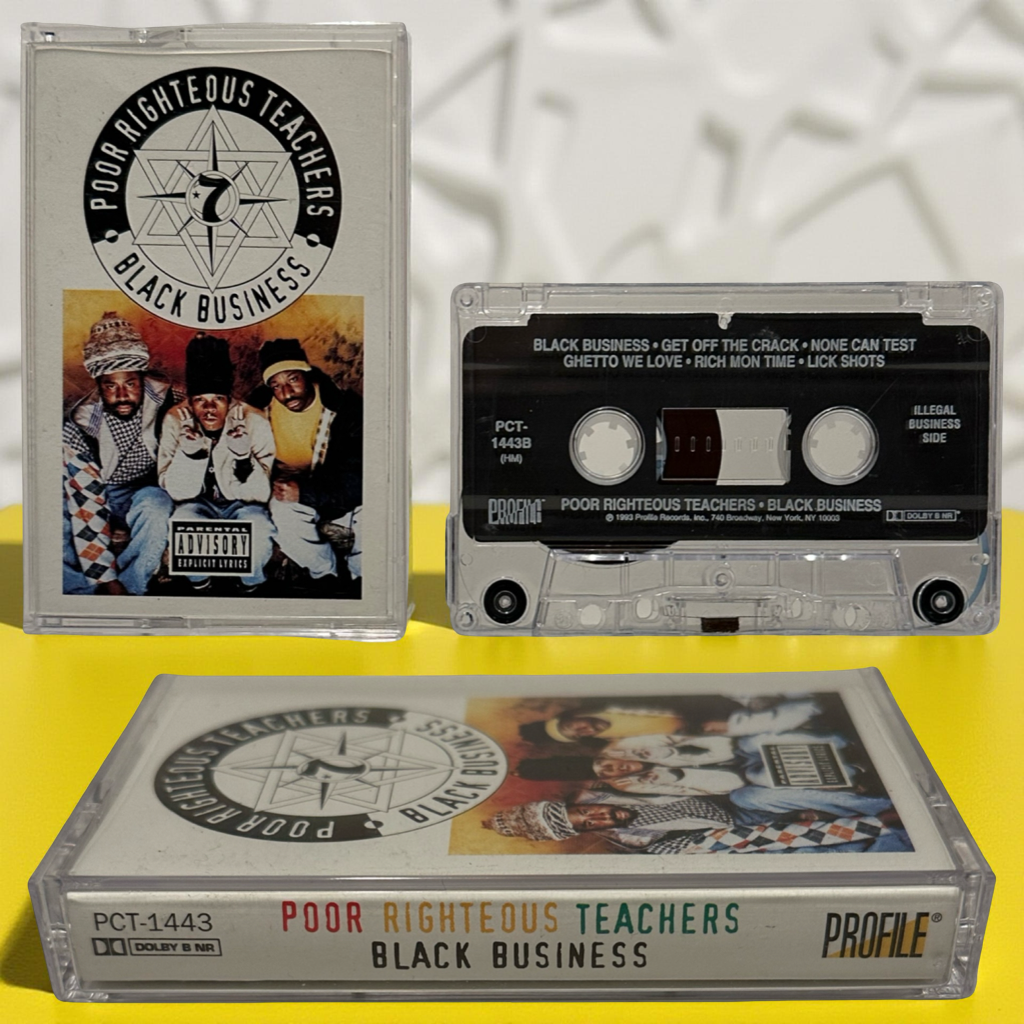 POOR RIGHTEOUS TEACHERS
7
BLACK BUSINESS
PARENTAL
ADVISORY
EXPLICIT LYRICS
BLACK BUSINESS • GET OFF THE CRACK • NONE CAN TEST
GHETTO WE LOVE • RICH MON TIME • LICK SHOTS
PCT-
1443B
(HM)
ILLEGAL
BUSINESS
SIDE
PROFILE
POOR RIGHTEOUS TEACHERS • BLACK BUSINESS
℗ 1993 Profile Records, Inc., 740 Broadway, New York, NY 10003
DOLBY B NR
POOR RIGHTEOUS TEACHERS
7
BLACK BUSINESS
ADVISORY
PCT-1443
DOLBY B NR
POOR RIGHTEOUS TEACHERS
BLACK BUSINESS
PROFILE®